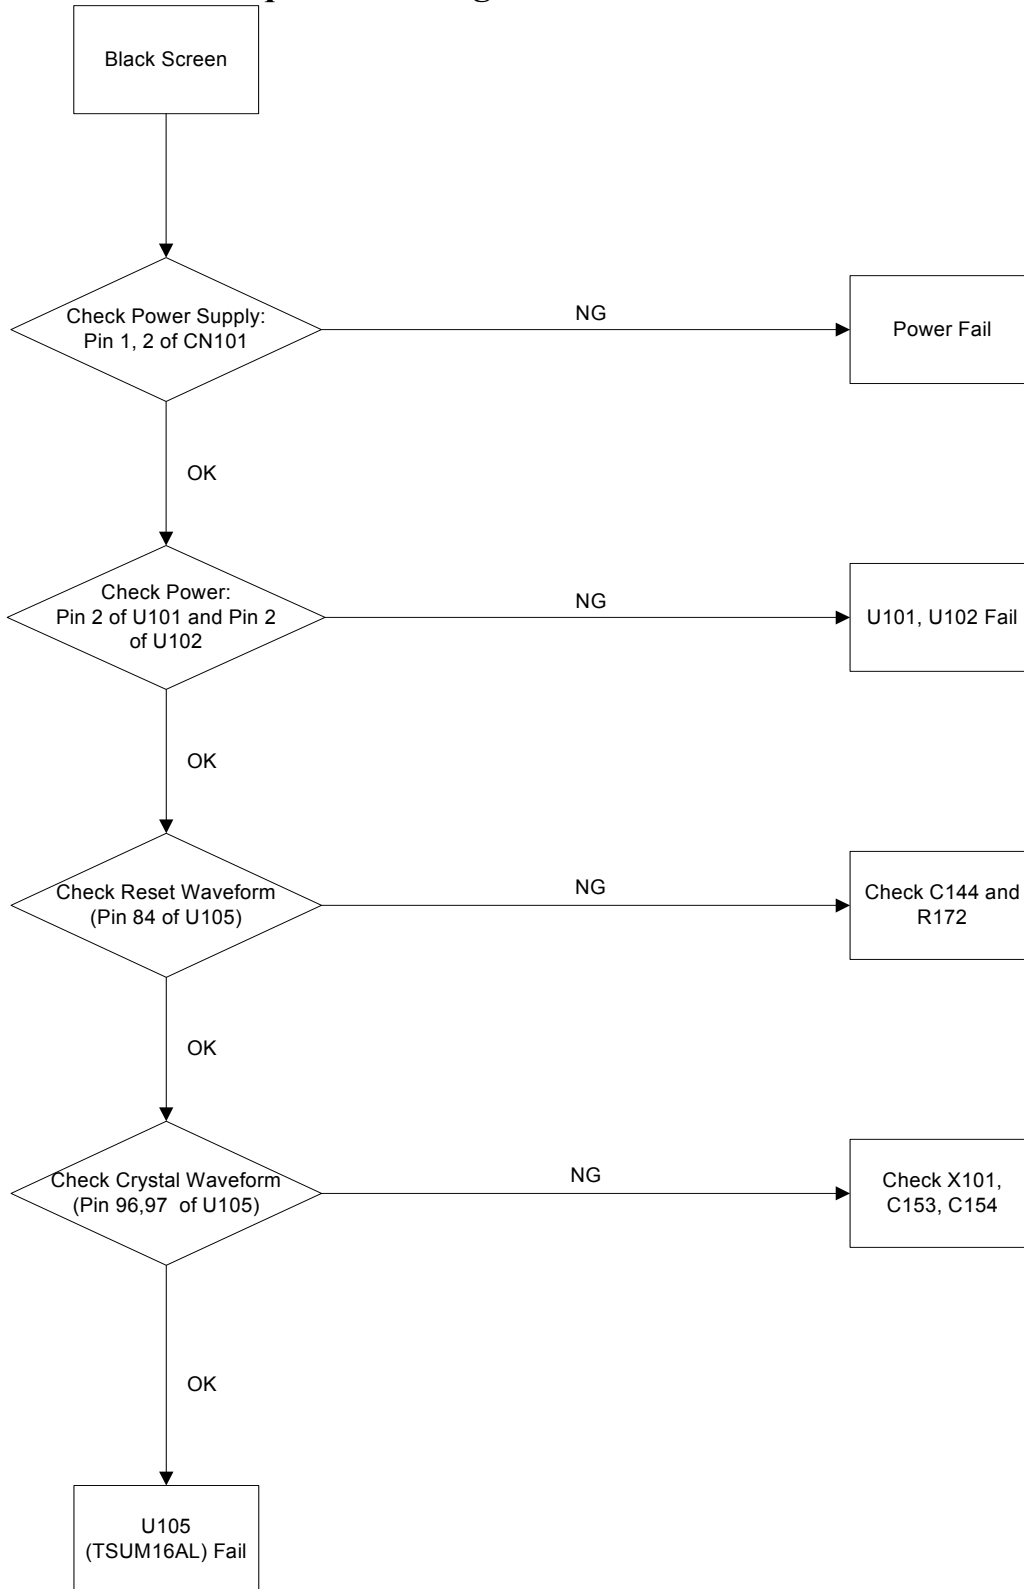 Black Screen
Check Power Supply:
Pin 1, 2 of CN101
NG
Power Fail
OK
Check Power:
Pin 2 of U101 and Pin 2
of U102
NG
U101, U102 Fail
OK
Check Reset Waveform
(Pin 84 of U105)
NG
Check C144 and
R172
OK
Check Crystal Waveform
(Pin 96,97 of U105)
NG
Check X101,
C153, C154
OK
U105
(TSUM16AL) Fail